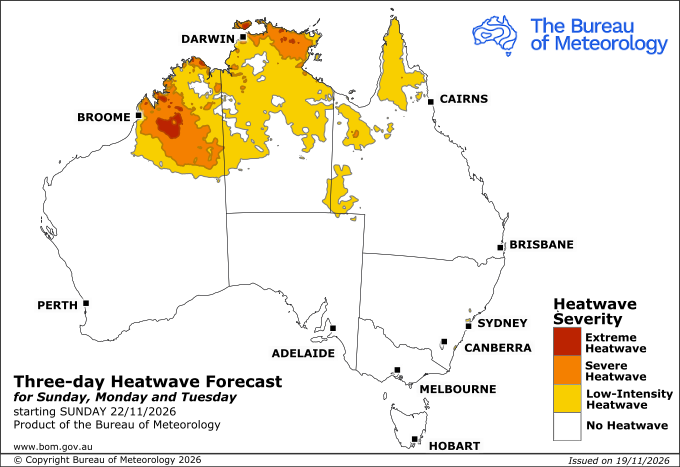 The Bureau
of Meteorology
DARWIN
CAIRNS
BROOME
BRISBANE
PERTH
SYDNEY
CANBERRA
ADELAIDE
MELBOURNE
HOBART
Heatwave
Severity
Extreme
Heatwave
Severe
Heatwave
Low-Intensity
Heatwave
No Heatwave
Three-day Heatwave Forecast
for Sunday, Monday and Tuesday
starting SUNDAY 22/11/2026
Product of the Bureau of Meteorology
www.bom.gov.au
© Copyright Bureau of Meteorology 2026
Issued on 19/11/2026